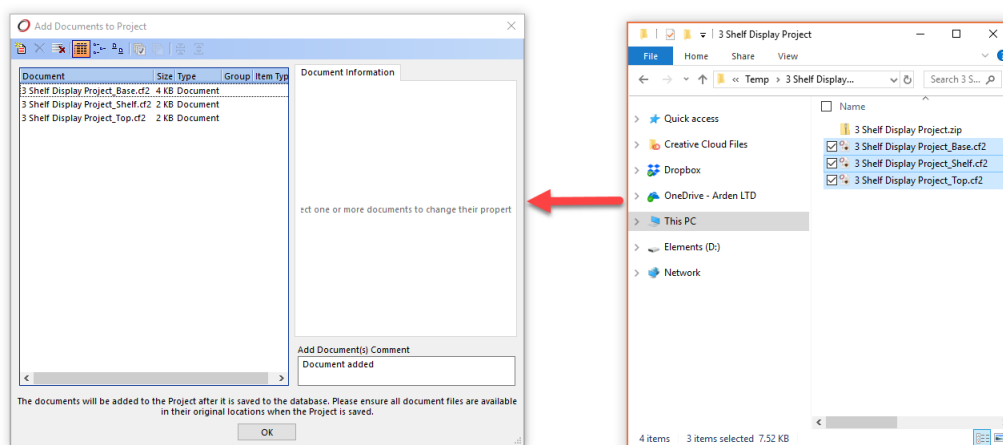 Add Documents to Project
Document Size Type Group Item Typ
3 Shelf Display Project_Base.cf2 4 KB Document
3 Shelf Display Project_Shelf.cf2 2 KB Document
3 Shelf Display Project_Top.cf2 2 KB Document
Document Information
ect one or more documents to change their propert
Add Document(s) Comment
Document added
The documents will be added to the Project after it is saved to the database. Please ensure all document files are available
in their original locations when the Project is saved.
OK
3 Shelf Display Project
File Home Share View
« Temp > 3 Shelf Display... Search 3 S...
Name
Quick access
Creative Cloud Files
Dropbox
OneDrive - Arden LTD
This PC
Elements (D:)
Network
3 Shelf Display Project.zip
3 Shelf Display Project_Base.cf2
3 Shelf Display Project_Shelf.cf2
3 Shelf Display Project_Top.cf2
4 items 3 items selected 7.52 KB